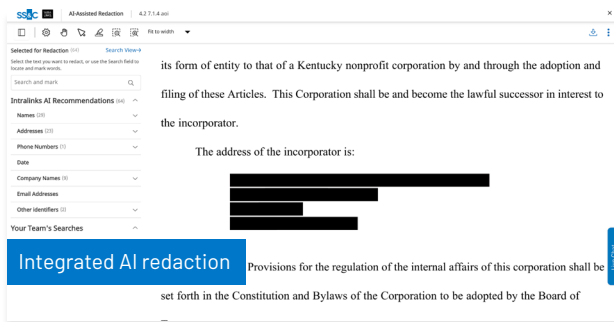 SS&C AI-Assisted Redaction 4.2 7.1.4 aoi
Fit to width
Selected for Redaction (64) Search View
Select the text you want to redact, or use the Search field to
locate and mark words.
Search and mark
Intralinks AI Recommendations (64)
Names (29)
Addresses (23)
Phone Numbers (1)
Date
Company Names (9)
Email Addresses
Other identifiers (2)
Your Team's Searches
its form of entity to that of a Kentucky nonprofit corporation by and through the adoption and
filing of these Articles. This Corporation shall be and become the lawful successor in interest to
the incorporator.
The address of the incorporator is:
Integrated AI redaction
Provisions for the regulation of the internal affairs of this corporation shall be
set forth in the Constitution and Bylaws of the Corporation to be adopted by the Board of